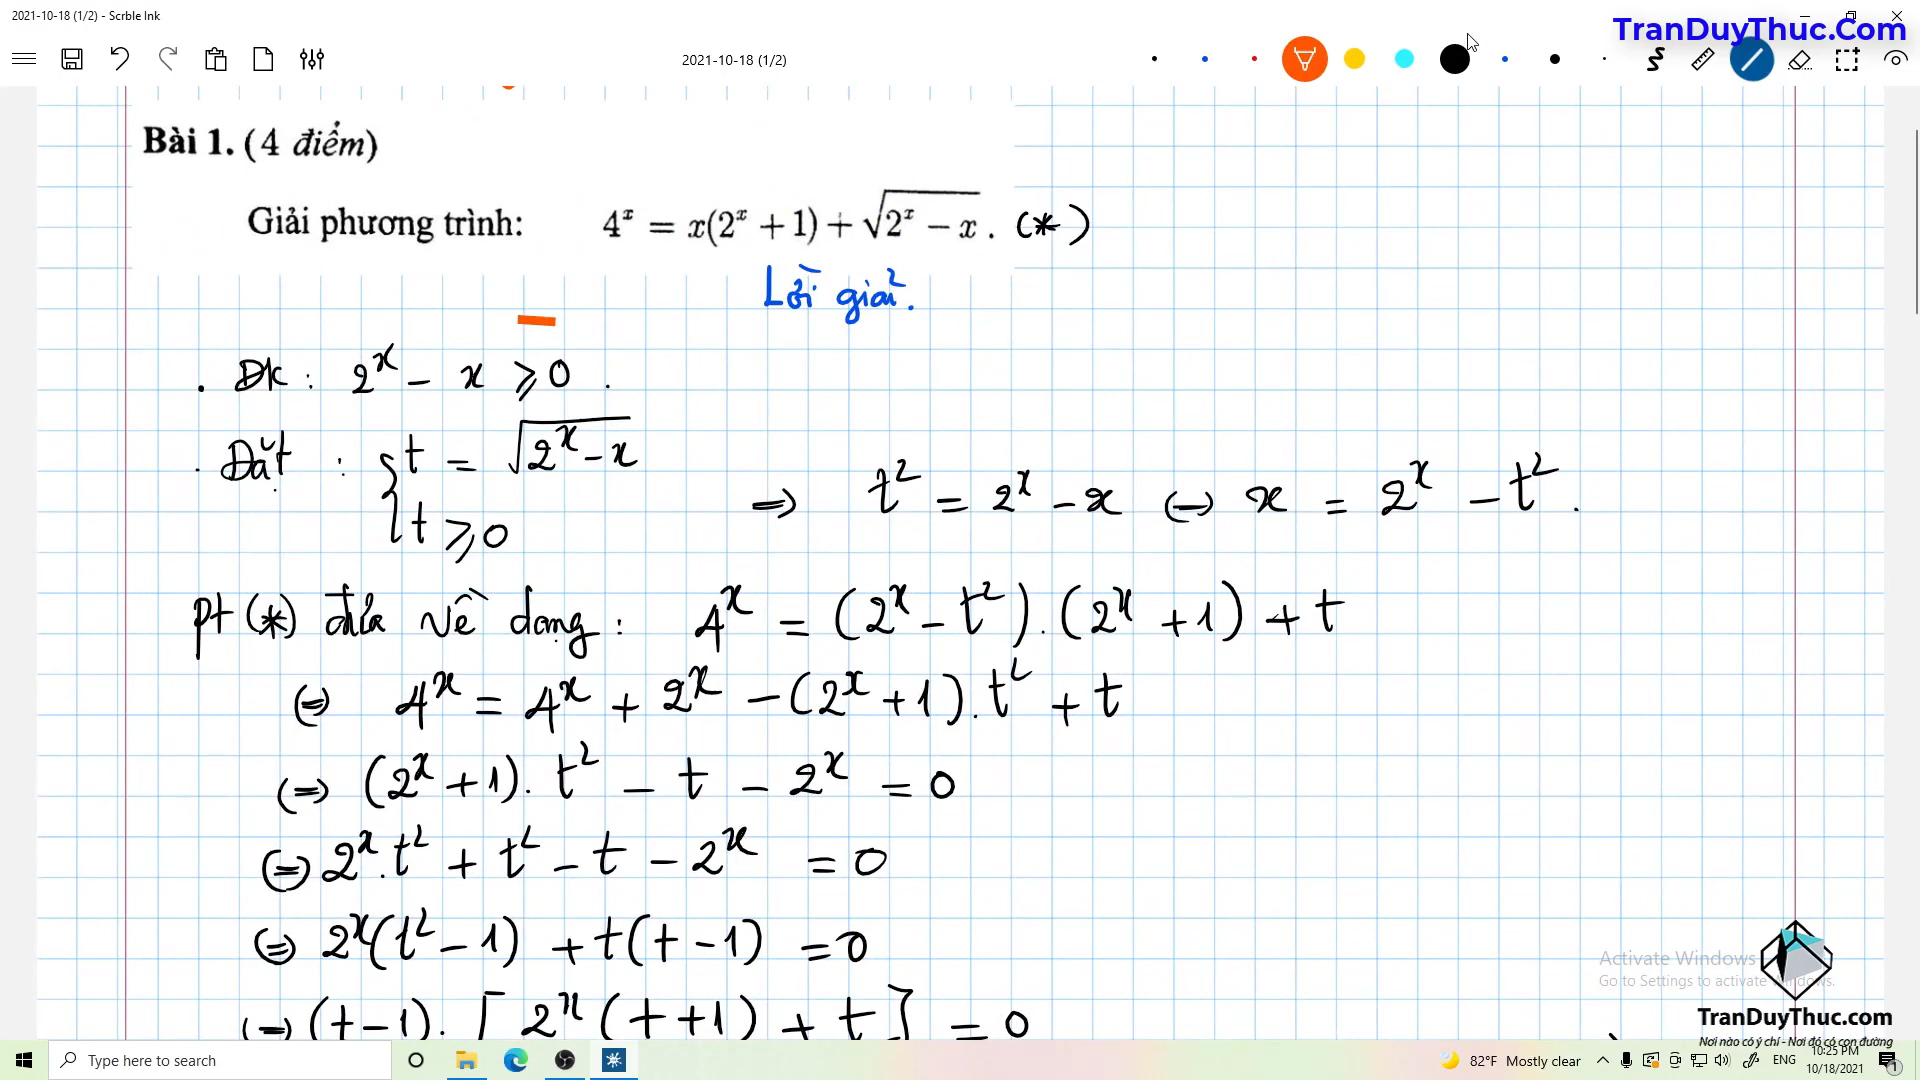 2021-10-18 (1/2) - Scrble Ink
TranDuyThuc.Com
2021-10-18 (1/2)
Bài 1. (4 điểm)
Giải phương trình: 4^x = x(2^x + 1) + √(2^x − x) . (*)
Lời giải.
. ĐK : 2^x − x ⩾ 0 .
. Đặt : { t = √(2^x − x)
t ⩾ 0
⇒ t² = 2^x − x ⇔ x = 2^x − t² .
pt (*) đưa về dạng : 4^x = (2^x − t²) . (2^x + 1) + t
⇔ 4^x = 4^x + 2^x − (2^x + 1) . t² + t
⇔ (2^x + 1) . t² − t − 2^x = 0
⇔ 2^x . t² + t² − t − 2^x = 0
⇔ 2^x (t² − 1) + t (t − 1) = 0
⇔ (t − 1) . [ 2^x (t + 1) + t ] = 0
Activate Windows
Go to Settings to activate Windows.
TranDuyThuc.com
Nơi nào có ý chí - Nơi đó có con đường
Type here to search
82°F Mostly clear
ENG
10:25 PM
10/18/2021
1